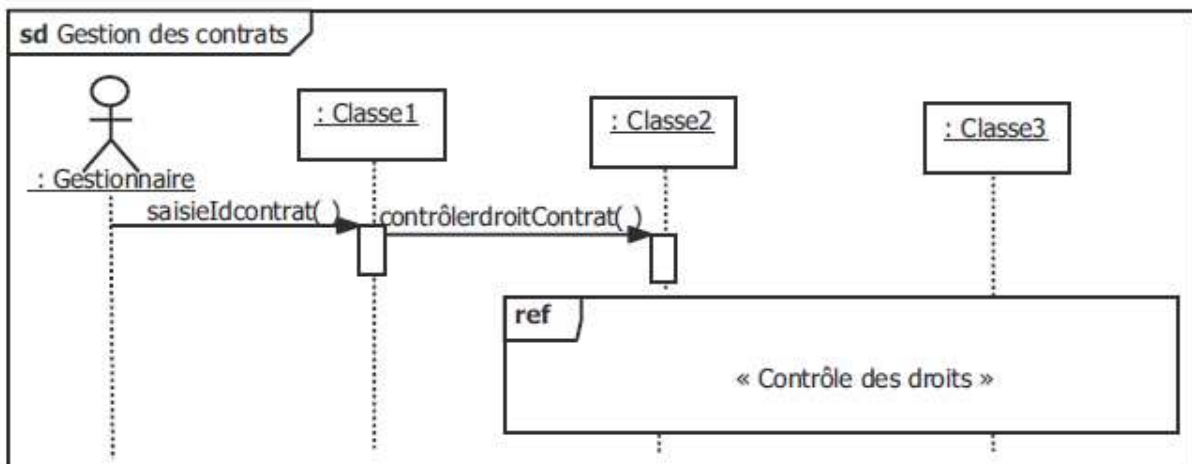 sd Gestion des contrats
: Classe1
: Classe2
: Classe3
: Gestionnaire
saisieIdcontrat( )
contrôlerdroitContrat( )
ref
« Contrôle des droits »